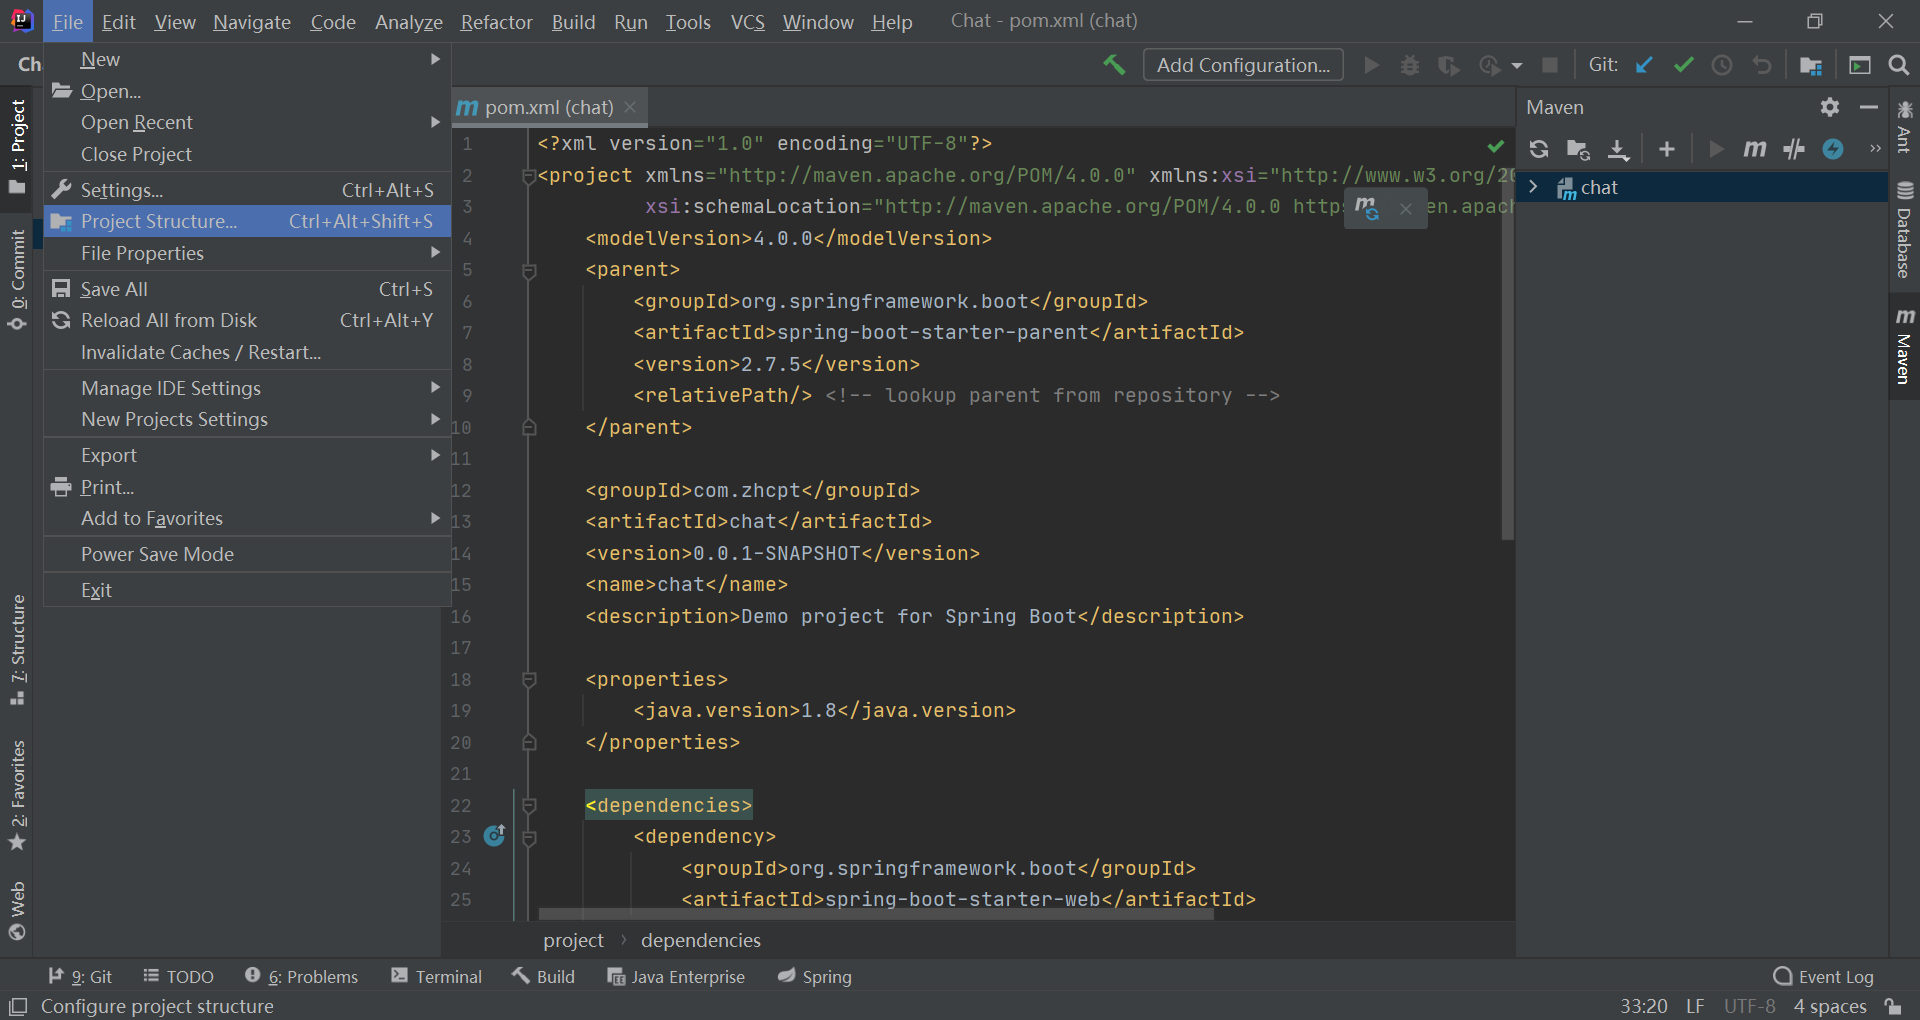 File Edit View Navigate Code Analyze Refactor Build Run Tools VCS Window Help Chat - pom.xml (chat)
Add Configuration... Git:
New
Open...
Open Recent
Close Project
Settings... Ctrl+Alt+S
Project Structure... Ctrl+Alt+Shift+S
File Properties
Save All Ctrl+S
Reload All from Disk Ctrl+Alt+Y
Invalidate Caches / Restart...
Manage IDE Settings
New Projects Settings
Export
Print...
Add to Favorites
Power Save Mode
Exit
1: Project
0: Commit
7: Structure
2: Favorites
Web
pom.xml (chat)
1 <?xml version="1.0" encoding="UTF-8"?>
2 <project xmlns="http://maven.apache.org/POM/4.0.0" xmlns:xsi="http://www.w3.org/20
3 xsi:schemaLocation="http://maven.apache.org/POM/4.0.0 http en.apac
4 <modelVersion>4.0.0</modelVersion>
5 <parent>
6 <groupId>org.springframework.boot</groupId>
7 <artifactId>spring-boot-starter-parent</artifactId>
8 <version>2.7.5</version>
9 <relativePath/> <!-- lookup parent from repository -->
10 </parent>
11
12 <groupId>com.zhcpt</groupId>
13 <artifactId>chat</artifactId>
14 <version>0.0.1-SNAPSHOT</version>
15 <name>chat</name>
16 <description>Demo project for Spring Boot</description>
17
18 <properties>
19 <java.version>1.8</java.version>
20 </properties>
21
22 <dependencies>
23 <dependency>
24 <groupId>org.springframework.boot</groupId>
25 <artifactId>spring-boot-starter-web</artifactId>
project › dependencies
Maven
chat
Ant
Database
Maven
9: Git TODO 6: Problems Terminal Build Java Enterprise Spring Event Log
Configure project structure 33:20 LF UTF-8 4 spaces